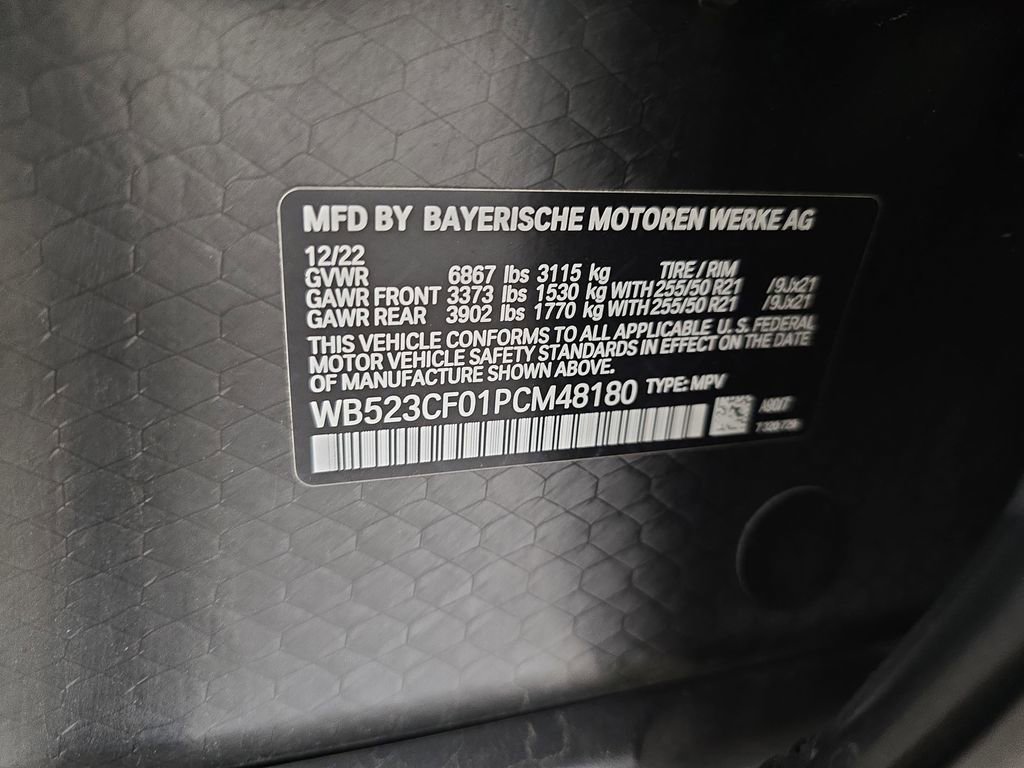 MFD BY BAYERISCHE MOTOREN WERKE AG
12/22
GVWR 6867 lbs 3115 kg TIRE / RIM
GAWR FRONT 3373 lbs 1530 kg WITH 255/50 R21 /9Jx21
GAWR REAR 3902 lbs 1770 kg WITH 255/50 R21 /9Jx21
THIS VEHICLE CONFORMS TO ALL APPLICABLE U.S. FEDERAL
MOTOR VEHICLE SAFETY STANDARDS IN EFFECT ON THE DATE
OF MANUFACTURE SHOWN ABOVE.
WB523CF01PCM48180 TYPE: MPV